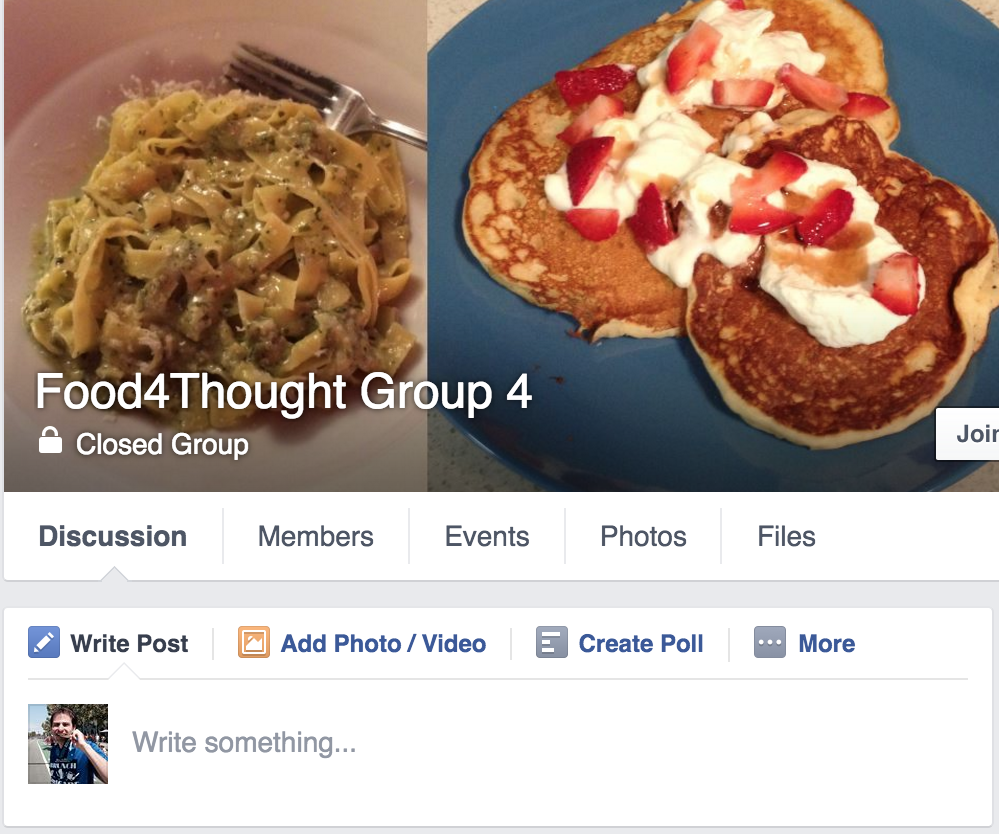 Food4Thought Group 4
Closed Group
Join
Discussion Members Events Photos Files
Write Post Add Photo / Video Create Poll More
Write something...